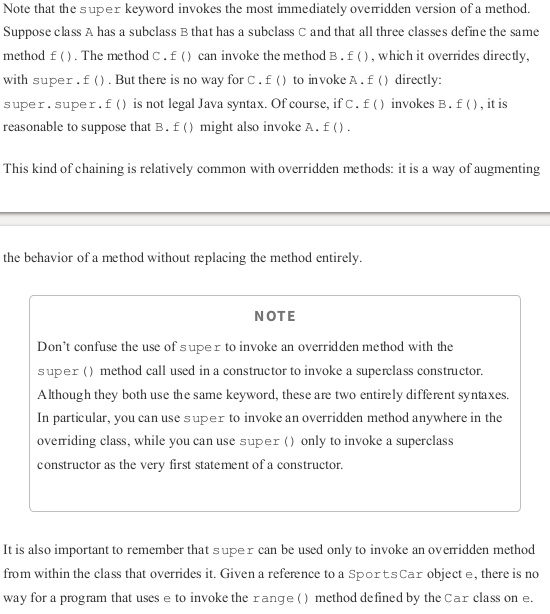 Note that the super keyword invokes the most immediately overridden version of a method.
Suppose class A has a subclass B that has a subclass C and that all three classes define the same
method f(). The method C.f() can invoke the method B.f(), which it overrides directly,
with super.f(). But there is no way for C.f() to invoke A.f() directly:
super.super.f() is not legal Java syntax. Of course, if C.f() invokes B.f(), it is
reasonable to suppose that B.f() might also invoke A.f().
This kind of chaining is relatively common with overridden methods: it is a way of augmenting
the behavior of a method without replacing the method entirely.
NOTE
Don’t confuse the use of super to invoke an overridden method with the
super() method call used in a constructor to invoke a superclass constructor.
Although they both use the same keyword, these are two entirely different syntaxes.
In particular, you can use super to invoke an overridden method anywhere in the
overriding class, while you can use super() only to invoke a superclass
constructor as the very first statement of a constructor.
It is also important to remember that super can be used only to invoke an overridden method
from within the class that overrides it. Given a reference to a SportsCar object e, there is no
way for a program that uses e to invoke the range() method defined by the Car class on e.